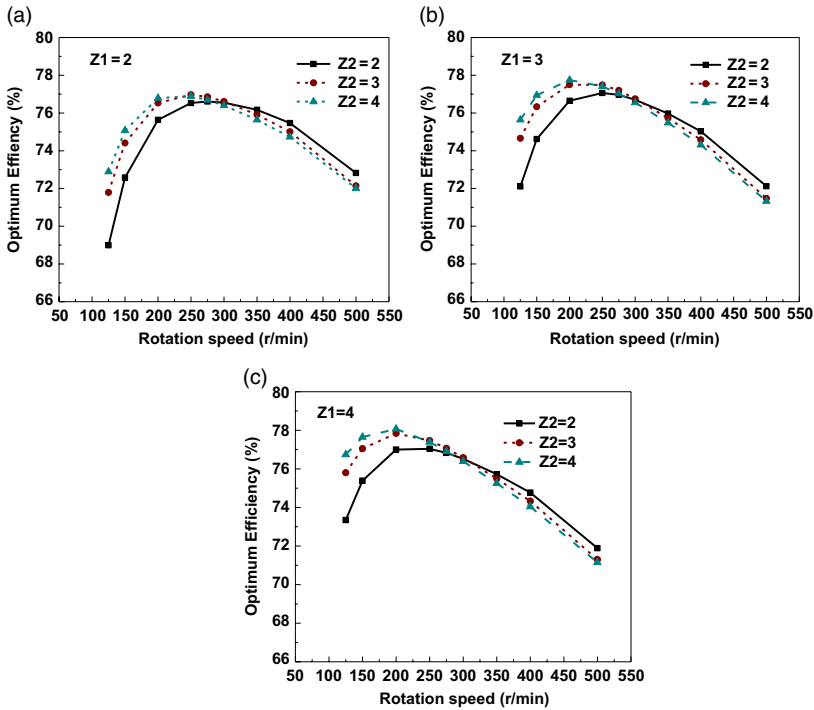 (a)
Z1 = 2
Z2 = 2
Z2 = 3
Z2 = 4
Optimum Effiency (%)
80
78
76
74
72
70
68
66
50 100 150 200 250 300 350 400 450 500 550
Rotation speed (r/min)
(b)
Z1 = 3
Z2 = 2
Z2 = 3
Z2 = 4
Optimum Effiency (%)
80
78
76
74
72
70
68
66
50 100 150 200 250 300 350 400 450 500 550
Rotation speed (r/min)
(c)
Z1=4
Z2=2
Z2=3
Z2=4
Optimum Efficiency (%)
80
78
76
74
72
70
68
66
50 100 150 200 250 300 350 400 450 500 550
Rotation speed (r/min)